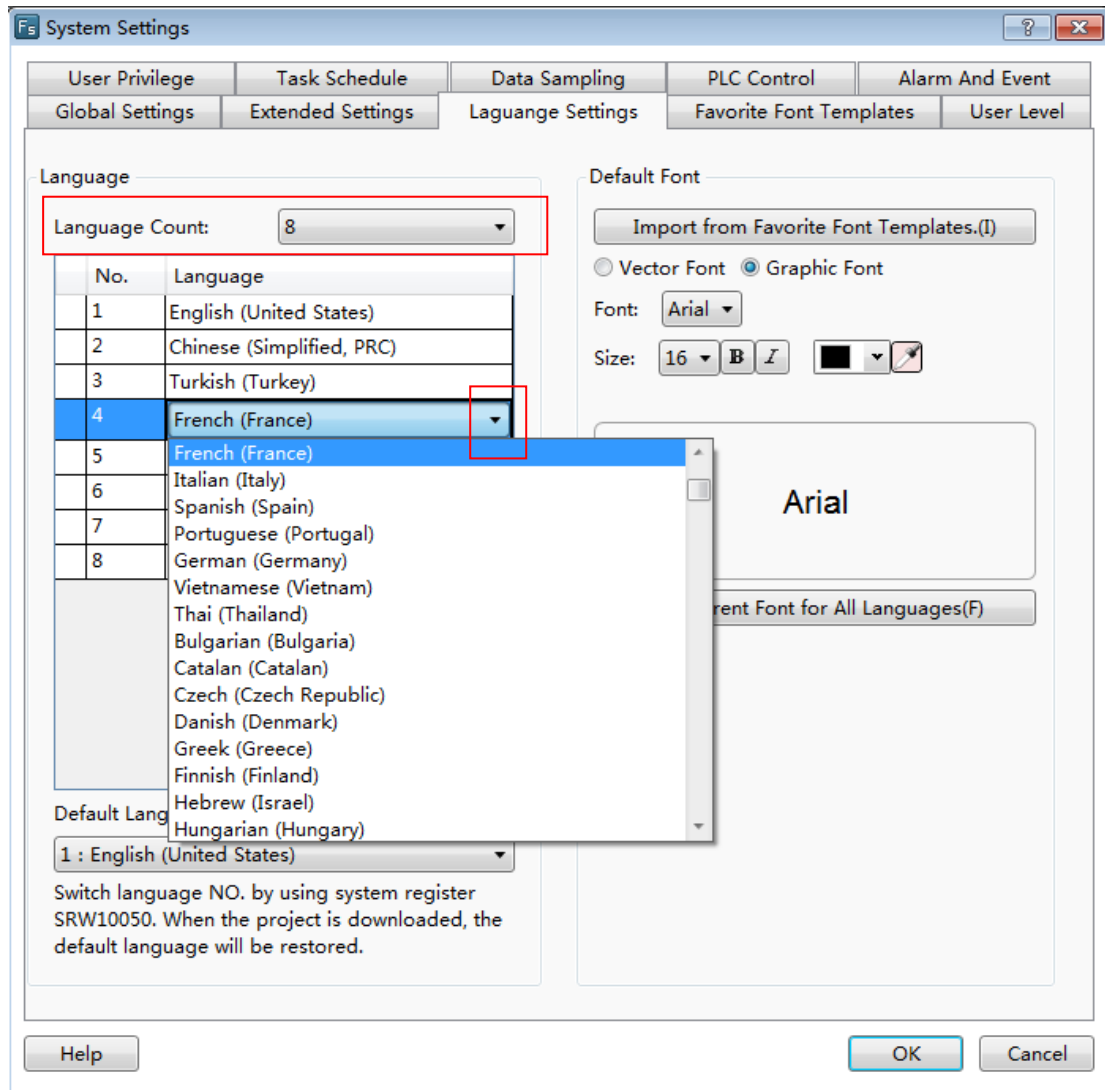 Fs System Settings
?
User Privilege Task Schedule Data Sampling PLC Control Alarm And Event
Global Settings Extended Settings Laguange Settings Favorite Font Templates User Level
Language
Language Count: 8
No. Language
1 English (United States)
2 Chinese (Simplified, PRC)
3 Turkish (Turkey)
4 French (France)
5
6
7
8
French (France)
Italian (Italy)
Spanish (Spain)
Portuguese (Portugal)
German (Germany)
Vietnamese (Vietnam)
Thai (Thailand)
Bulgarian (Bulgaria)
Catalan (Catalan)
Czech (Czech Republic)
Danish (Denmark)
Greek (Greece)
Finnish (Finland)
Hebrew (Israel)
Hungarian (Hungary)
Default Lang
1 : English (United States)
Switch language NO. by using system register
SRW10050. When the project is downloaded, the
default language will be restored.
Default Font
Import from Favorite Font Templates.(I)
Vector Font Graphic Font
Font: Arial
Size: 16 B I
Arial
rent Font for All Languages(F)
Help OK Cancel